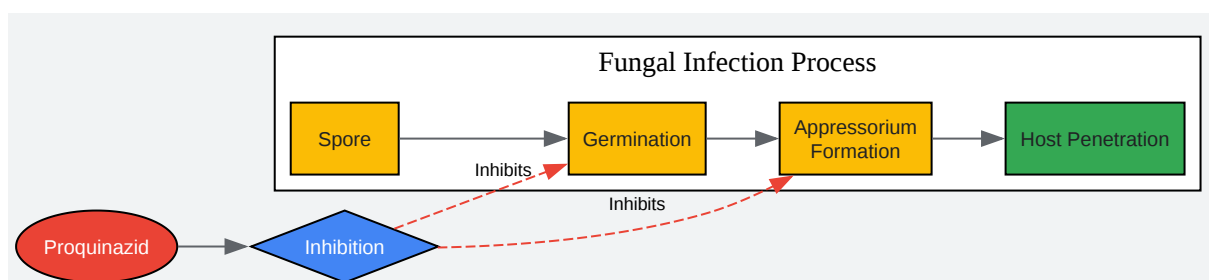 Fungal Infection Process
Spore
Germination
Appressorium
Formation
Host Penetration
Inhibits
Inhibits
Proquinazid
Inhibition